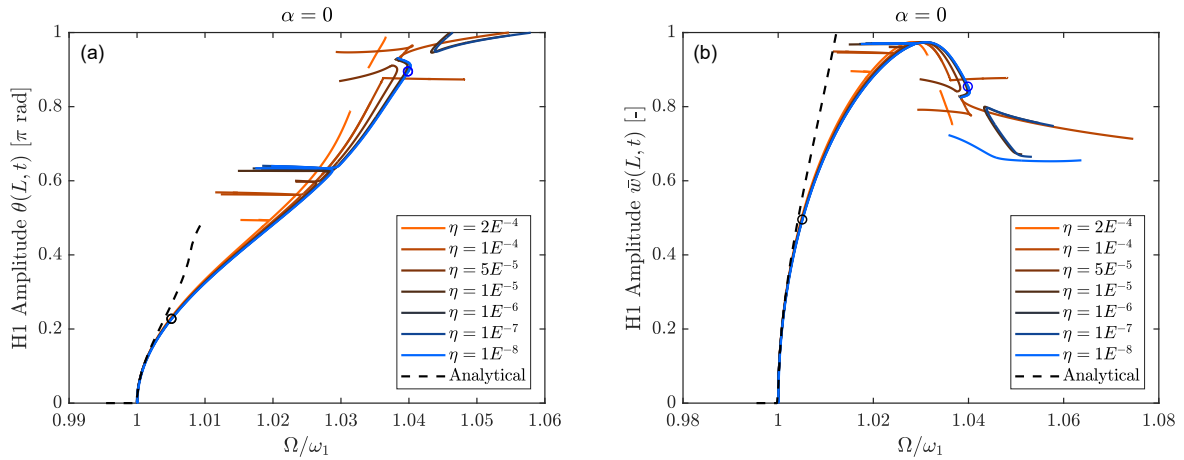 α = 0
(a)
H1 Amplitude θ(L, t) [π rad]
1
0.8
0.6
0.4
0.2
0
0.99
1
1.01
1.02
1.03
1.04
1.05
1.06
Ω/ω₁
η = 2E⁻⁴
η = 1E⁻⁴
η = 5E⁻⁵
η = 1E⁻⁵
η = 1E⁻⁶
η = 1E⁻⁷
η = 1E⁻⁸
Analytical
α = 0
(b)
H1 Amplitude w̄(L, t) [-]
1
0.8
0.6
0.4
0.2
0
0.98
1
1.02
1.04
1.06
1.08
Ω/ω₁
η = 2E⁻⁴
η = 1E⁻⁴
η = 5E⁻⁵
η = 1E⁻⁵
η = 1E⁻⁶
η = 1E⁻⁷
η = 1E⁻⁸
Analytical